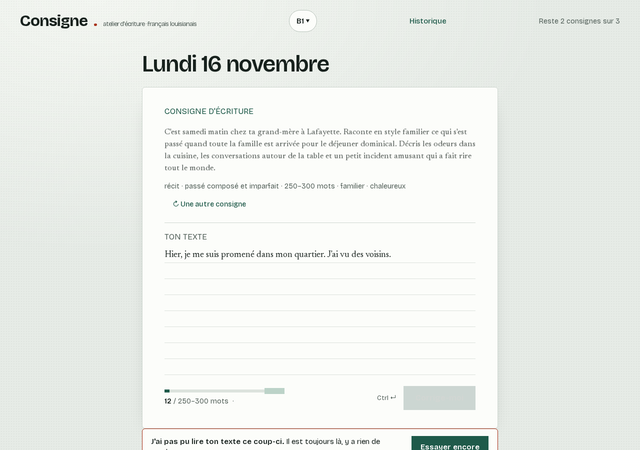 Consigne. atelier d'écriture · français louisianais
B1 ▾
Historique
Reste 2 consignes sur 3
Lundi 16 novembre
CONSIGNE D'ÉCRITURE
C'est samedi matin chez ta grand-mère à Lafayette. Raconte en style familier ce qui s'est
passé quand toute la famille est arrivée pour le déjeuner dominical. Décris les odeurs dans
la cuisine, les conversations autour de la table et un petit incident amusant qui a fait rire
tout le monde.
récit · passé composé et imparfait · 250–300 mots · familier · chaleureux
↻ Une autre consigne
TON TEXTE
Hier, je me suis promené dans mon quartier. J'ai vu des voisins.
12 / 250–300 mots ·
Ctrl ↵
J'ai pas pu lire ton texte ce coup-ci. Il est toujours là, y a rien de
Essayer encore